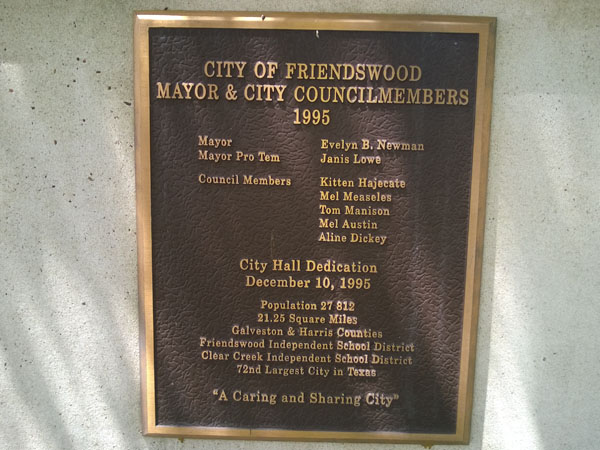 CITY OF FRIENDSWOOD
MAYOR & CITY COUNCILMEMBERS
1995
Mayor Evelyn B. Newman
Mayor Pro Tem Janis Lowe
Council Members Kitten Hajecate
Mel Measeles
Tom Manison
Mel Austin
Aline Dickey
City Hall Dedication
December 10, 1995
Population 27 812
21.25 Square Miles
Galveston & Harris Counties
Friendswood Independent School District
Clear Creek Independent School District
72nd Largest City in Texas
"A Caring and Sharing City"